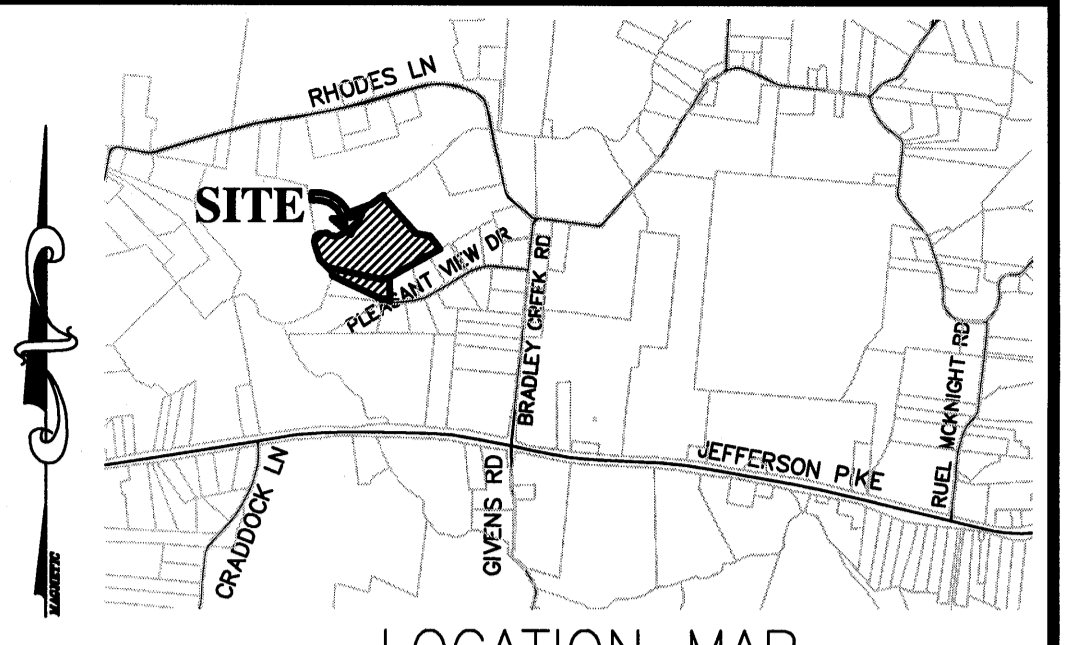 RHODES LN
SITE
PLEASANT VIEW DR
BRADLEY CREEK RD
RUEL MCKNIGHT RD
JEFFERSON PIKE
CRADDOCK LN
GIVENS RD
MAGNETIC
LOCATION MAP